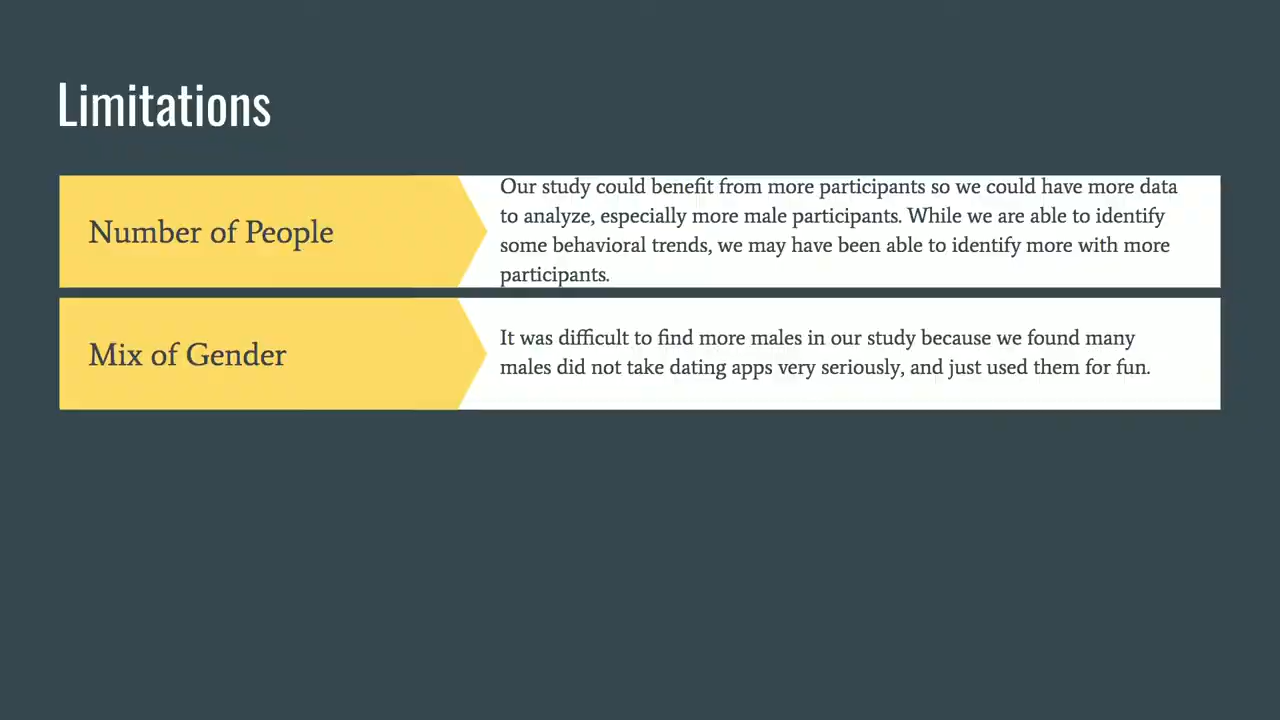 Limitations
Number of People
Our study could benefit from more participants so we could have more data
to analyze, especially more male participants. While we are able to identify
some behavioral trends, we may have been able to identify more with more
participants.
Mix of Gender
It was difficult to find more males in our study because we found many
males did not take dating apps very seriously, and just used them for fun.